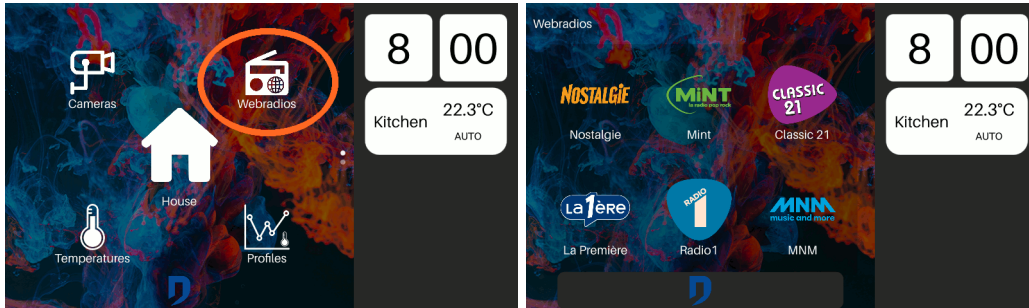 Cameras
Webradios
House
Temperatures
Profiles
8 00
Kitchen 22.3°C
AUTO
Webradios
NOSTALGiE
Nostalgie
MiNT
la radio pop rock
Mint
CLASSIC
21
Classic 21
La 1ère
La Première
RADIO
1
Radio1
MNM
music and more
MNM
8 00
Kitchen 22.3°C
AUTO